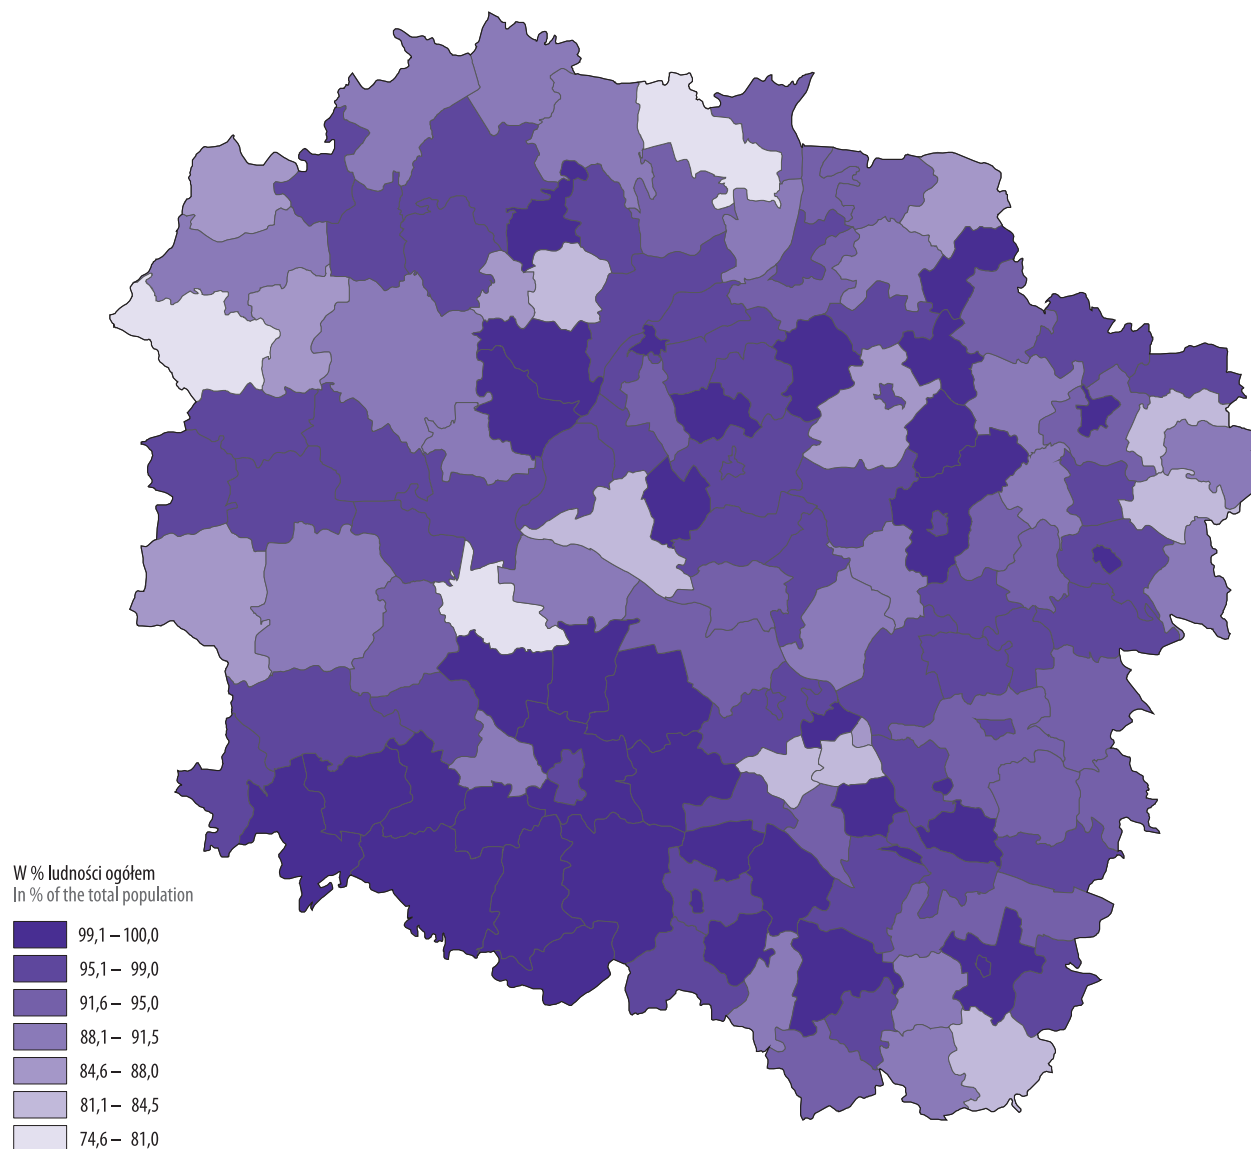 W % ludności ogółem
In % of the total population
99,1 – 100,0
95,1 – 99,0
91,6 – 95,0
88,1 – 91,5
84,6 – 88,0
81,1 – 84,5
74,6 – 81,0